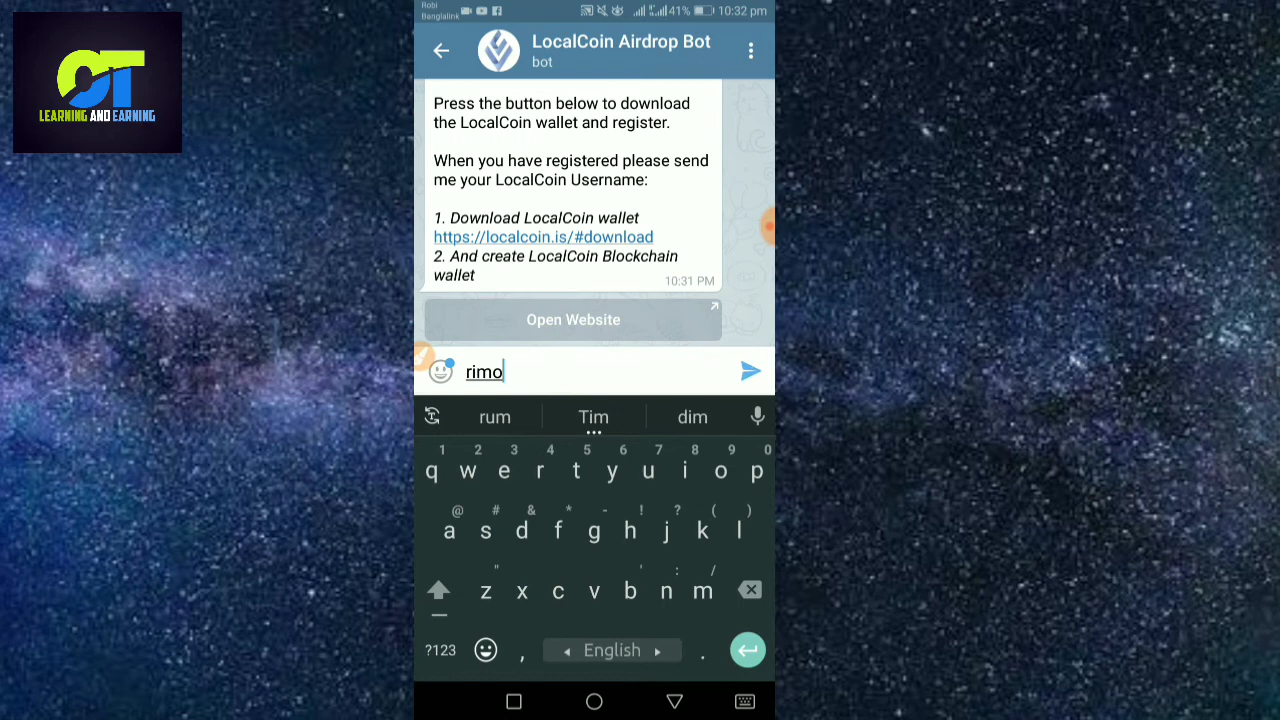 OT
LEARNING AND EARNING
Robi
Banglalink
41% 10:32 pm
LocalCoin Airdrop Bot
bot
Press the button below to download
the LocalCoin wallet and register.
When you have registered please send
me your LocalCoin Username:
1. Download LocalCoin wallet
https://localcoin.is/#download
2. And create LocalCoin Blockchain
wallet
10:31 PM
Open Website
rimo
rum Tim dim
1 2 3 4 5 6 7 8 9 0
q w e r t y u i o p
@ # & * - ! ? ( )
a s d f g h j k l
" ' : /
z x c v b n m
?123 , English .